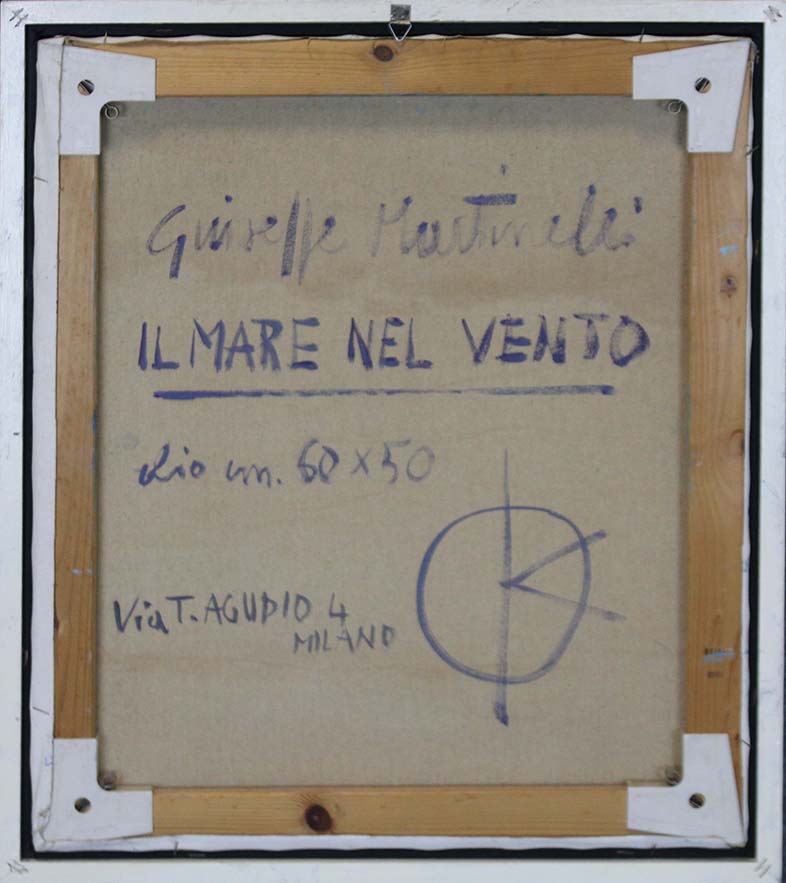 Giuseppe Martinelli
IL MARE NEL VENTO
olio cm. 60 x 50
Via T. AGUDIO 4
MILANO